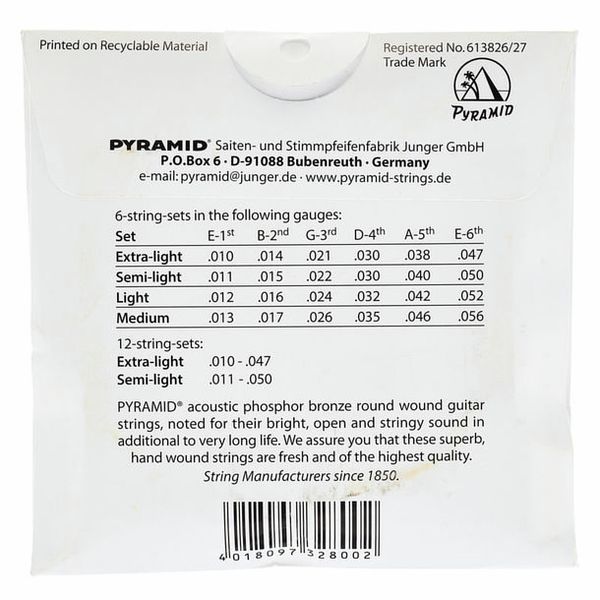 Printed on Recyclable Material
Registered No. 613826/27
Trade Mark
PYRAMID
PYRAMID® Saiten- und Stimmpfeifenfabrik Junger GmbH
P.O.Box 6 · D-91088 Bubenreuth · Germany
e-mail: pyramid@junger.de · www.pyramid-strings.de
6-string-sets in the following gauges:
Set E-1st B-2nd G-3rd D-4th A-5th E-6th
Extra-light .010 .014 .021 .030 .038 .047
Semi-light .011 .015 .022 .030 .040 .050
Light .012 .016 .024 .032 .042 .052
Medium .013 .017 .026 .035 .046 .056
12-string-sets:
Extra-light .010 - .047
Semi-light .011 - .050
PYRAMID® acoustic phosphor bronze round wound guitar
strings, noted for their bright, open and stringy sound in
additional to very long life. We assure you that these superb,
hand wound strings are fresh and of the highest quality.
String Manufacturers since 1850.
4 018097 328002